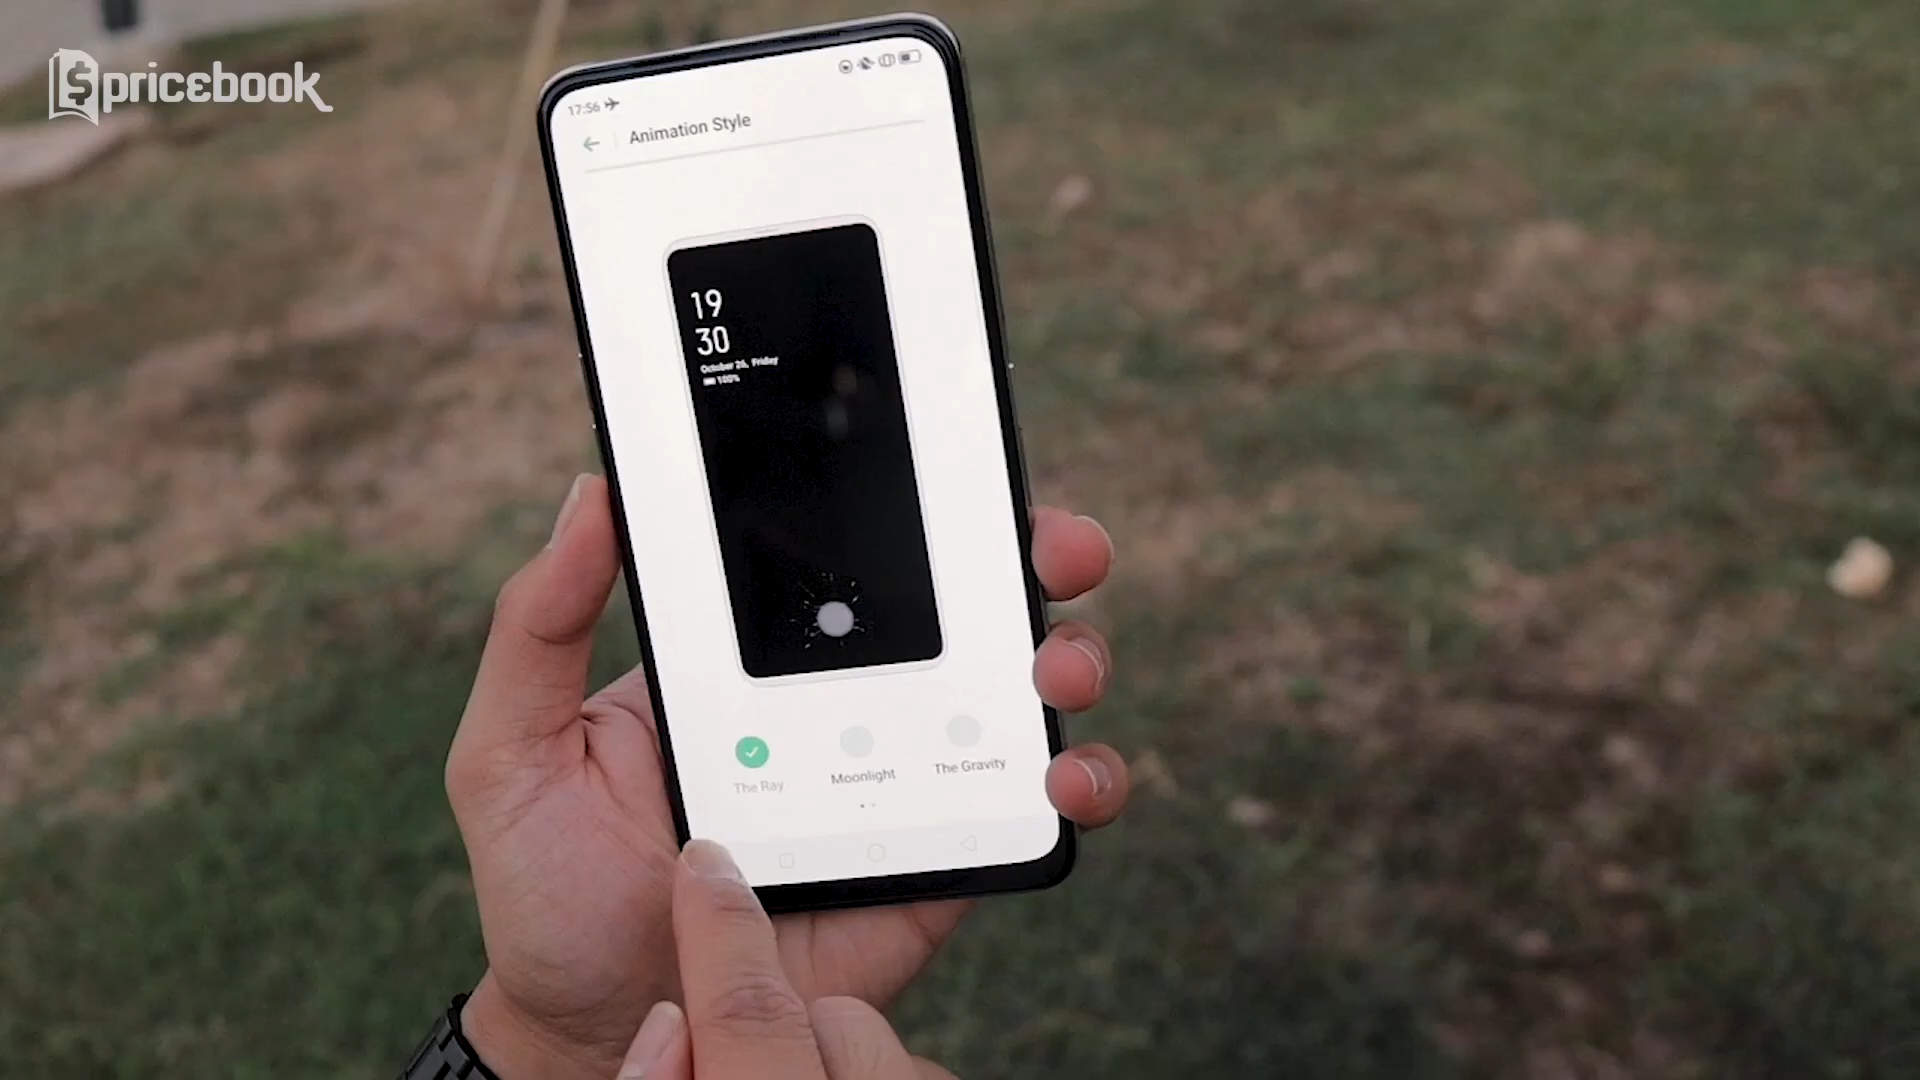 $pricebook
17:56
Animation Style
19
30
October 26, Friday
100%
The Ray
Moonlight
The Gravity